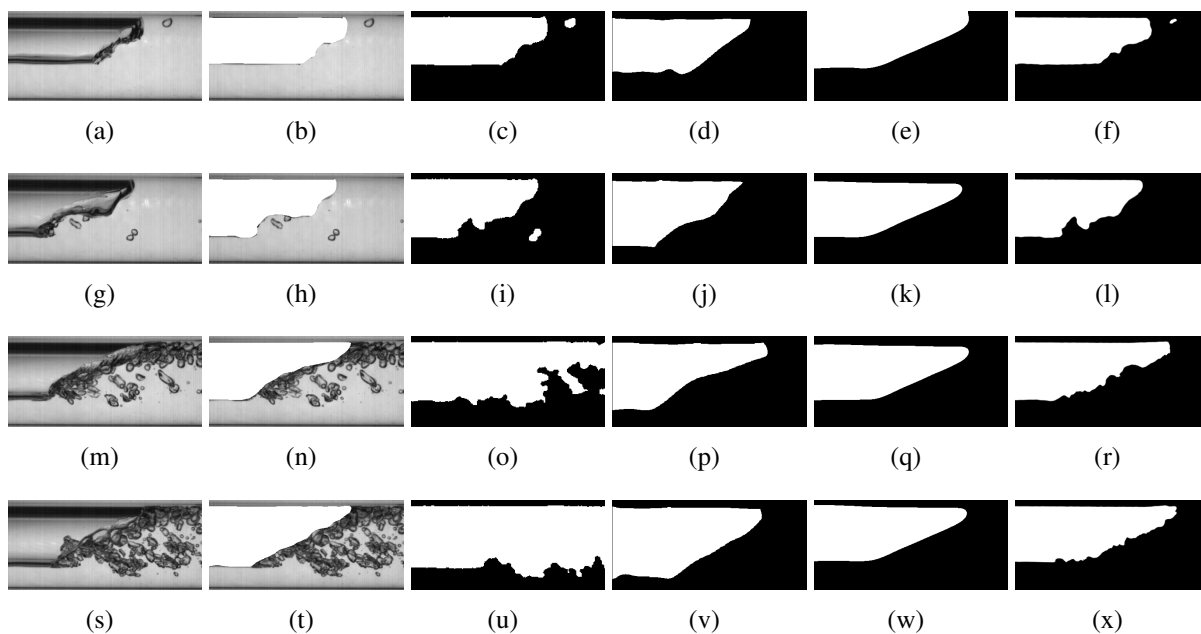 (a) (b) (c) (d) (e) (f)
(g) (h) (i) (j) (k) (l)
(m) (n) (o) (p) (q) (r)
(s) (t) (u) (v) (w) (x)